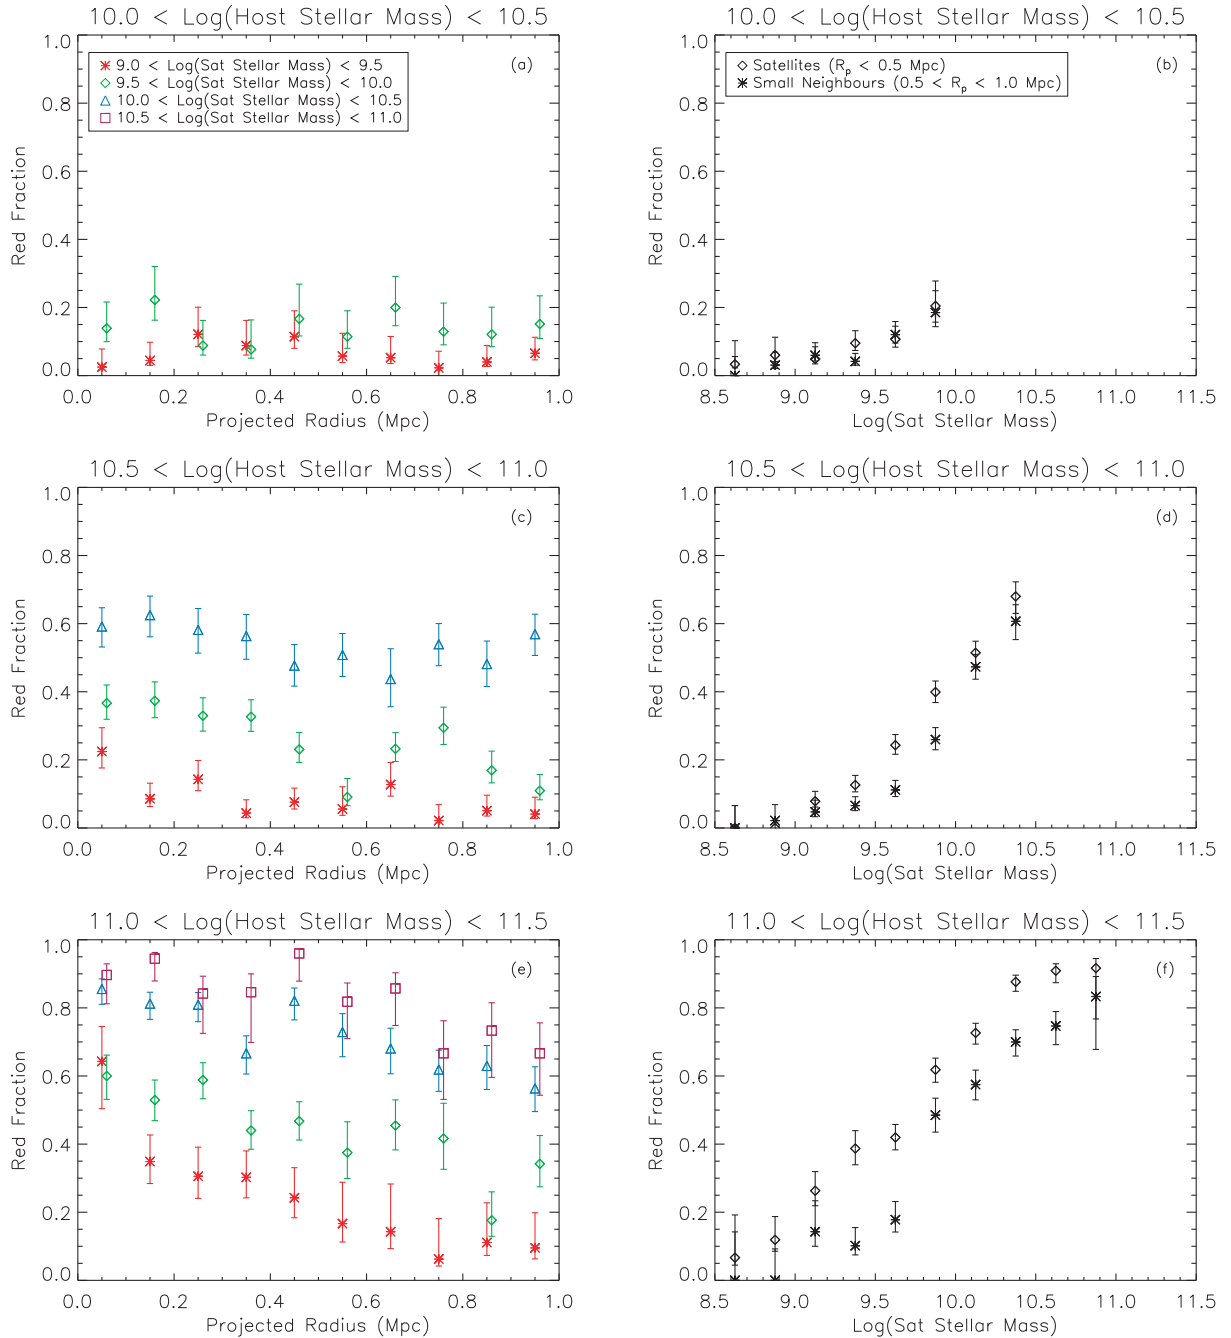 10.0 < Log(Host Stellar Mass) < 10.5
1.0
0.8
0.6
0.4
0.2
0.0
Red Fraction
(a)
9.0 < Log(Sat Stellar Mass) < 9.5
9.5 < Log(Sat Stellar Mass) < 10.0
10.0 < Log(Sat Stellar Mass) < 10.5
10.5 < Log(Sat Stellar Mass) < 11.0
0.0 0.2 0.4 0.6 0.8 1.0
Projected Radius (Mpc)
10.0 < Log(Host Stellar Mass) < 10.5
1.0
0.8
0.6
0.4
0.2
0.0
Red Fraction
(b)
Satellites (Rp < 0.5 Mpc)
Small Neighbours (0.5 < Rp < 1.0 Mpc)
8.5 9.0 9.5 10.0 10.5 11.0 11.5
Log(Sat Stellar Mass)
10.5 < Log(Host Stellar Mass) < 11.0
1.0
0.8
0.6
0.4
0.2
0.0
Red Fraction
(c)
0.0 0.2 0.4 0.6 0.8 1.0
Projected Radius (Mpc)
10.5 < Log(Host Stellar Mass) < 11.0
1.0
0.8
0.6
0.4
0.2
0.0
Red Fraction
(d)
8.5 9.0 9.5 10.0 10.5 11.0 11.5
Log(Sat Stellar Mass)
11.0 < Log(Host Stellar Mass) < 11.5
1.0
0.8
0.6
0.4
0.2
0.0
Red Fraction
(e)
0.0 0.2 0.4 0.6 0.8 1.0
Projected Radius (Mpc)
11.0 < Log(Host Stellar Mass) < 11.5
1.0
0.8
0.6
0.4
0.2
0.0
Red Fraction
(f)
8.5 9.0 9.5 10.0 10.5 11.0 11.5
Log(Sat Stellar Mass)